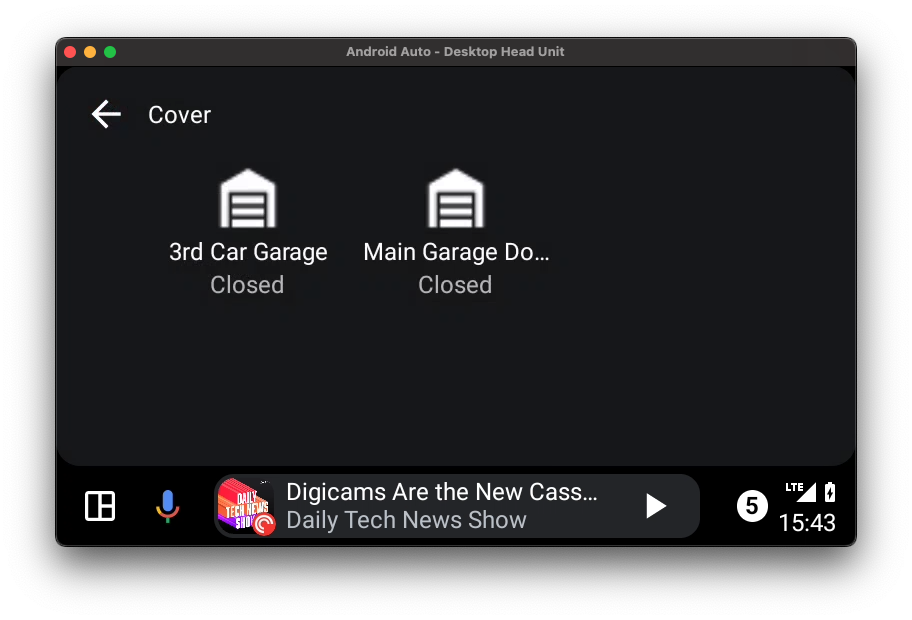 Android Auto - Desktop Head Unit
Cover
3rd Car Garage
Closed
Main Garage Do...
Closed
DAILY
TECH NEWS
SHOW
Digicams Are the New Cass...
Daily Tech News Show
5
LTE
15:43